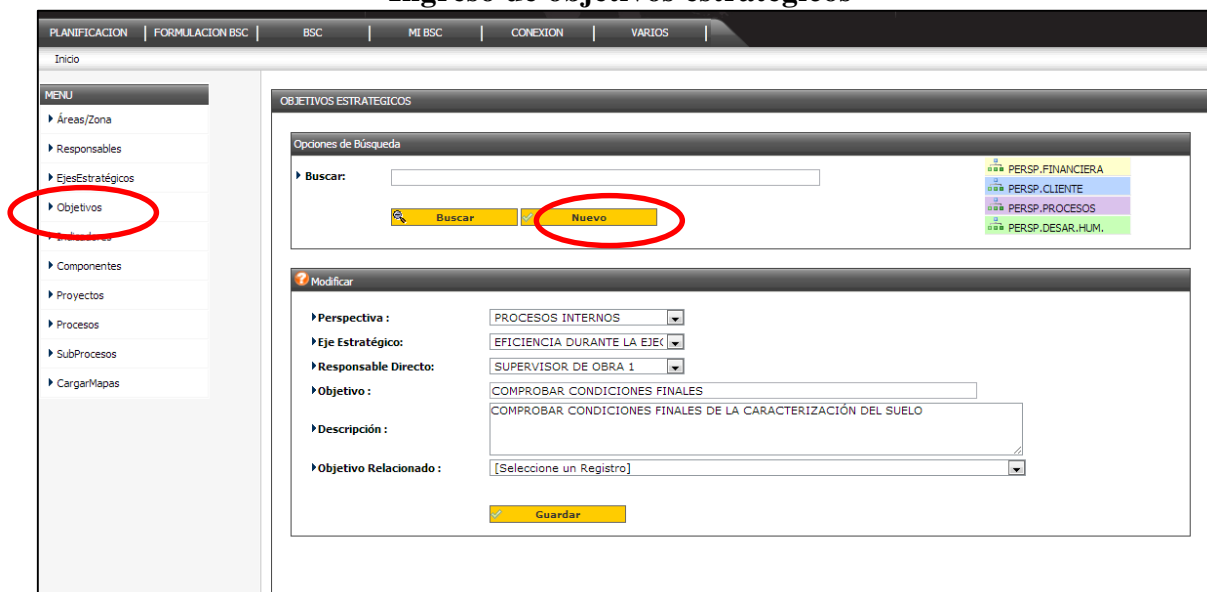 Ingreso de objetivos estratégicos
PLANIFICACION FORMULACION BSC BSC MI BSC CONEXION VARIOS
Inicio
MENU
Áreas/Zona
Responsables
EjesEstratégicos
Objetivos
Indicadores
Componentes
Proyectos
Procesos
SubProcesos
CargarMapas
OBJETIVOS ESTRATEGICOS
Opciones de Búsqueda
Buscar:
Buscar Nuevo
PERSP.FINANCIERA
PERSP.CLIENTE
PERSP.PROCESOS
PERSP.DESAR.HUM.
Modificar
Perspectiva : PROCESOS INTERNOS
Eje Estratégico: EFICIENCIA DURANTE LA EJEC
Responsable Directo: SUPERVISOR DE OBRA 1
Objetivo : COMPROBAR CONDICIONES FINALES
Descripción : COMPROBAR CONDICIONES FINALES DE LA CARACTERIZACIÓN DEL SUELO
Objetivo Relacionado : [Seleccione un Registro]
Guardar